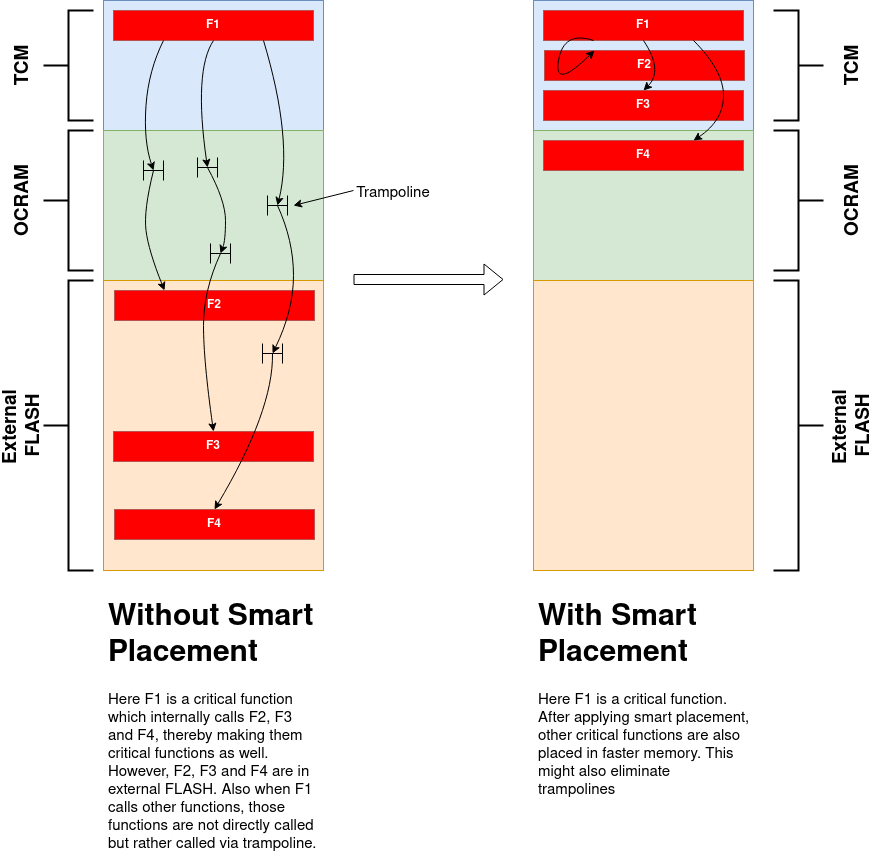 TCM
OCRAM
External
FLASH
F1
Trampoline
F2
F3
F4
F1
F2
F3
F4
TCM
OCRAM
External
FLASH
Without Smart
Placement
Here F1 is a critical function
which internally calls F2, F3
and F4, thereby making them
critical functions as well.
However, F2, F3 and F4 are in
external FLASH. Also when F1
calls other functions, those
functions are not directly called
but rather called via trampoline.
With Smart
Placement
Here F1 is a critical function.
After applying smart placement,
other critical functions are also
placed in faster memory. This
might also eliminate
trampolines